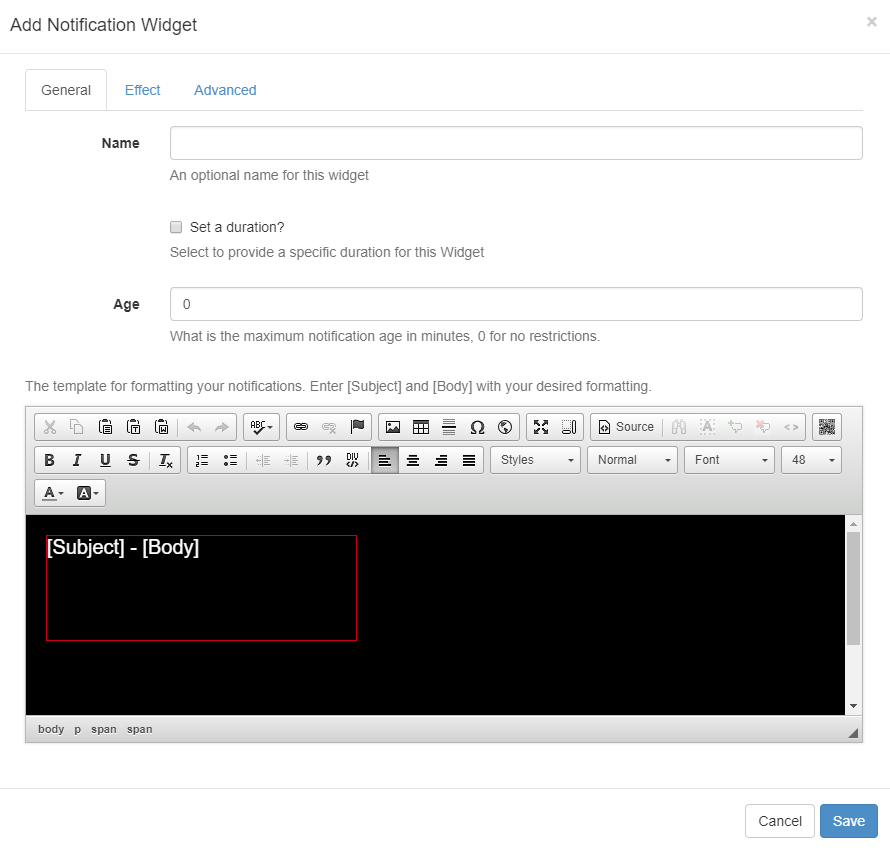 Add Notification Widget ×
General Effect Advanced
Name
An optional name for this widget
Set a duration?
Select to provide a specific duration for this Widget
Age 0
What is the maximum notification age in minutes, 0 for no restrictions.
The template for formatting your notifications. Enter [Subject] and [Body] with your desired formatting.
ABC Ω Source A <>
B I U S Ix ” DIV </> Styles Normal Font 48
A A
[Subject] - [Body]
body p span span
Cancel Save